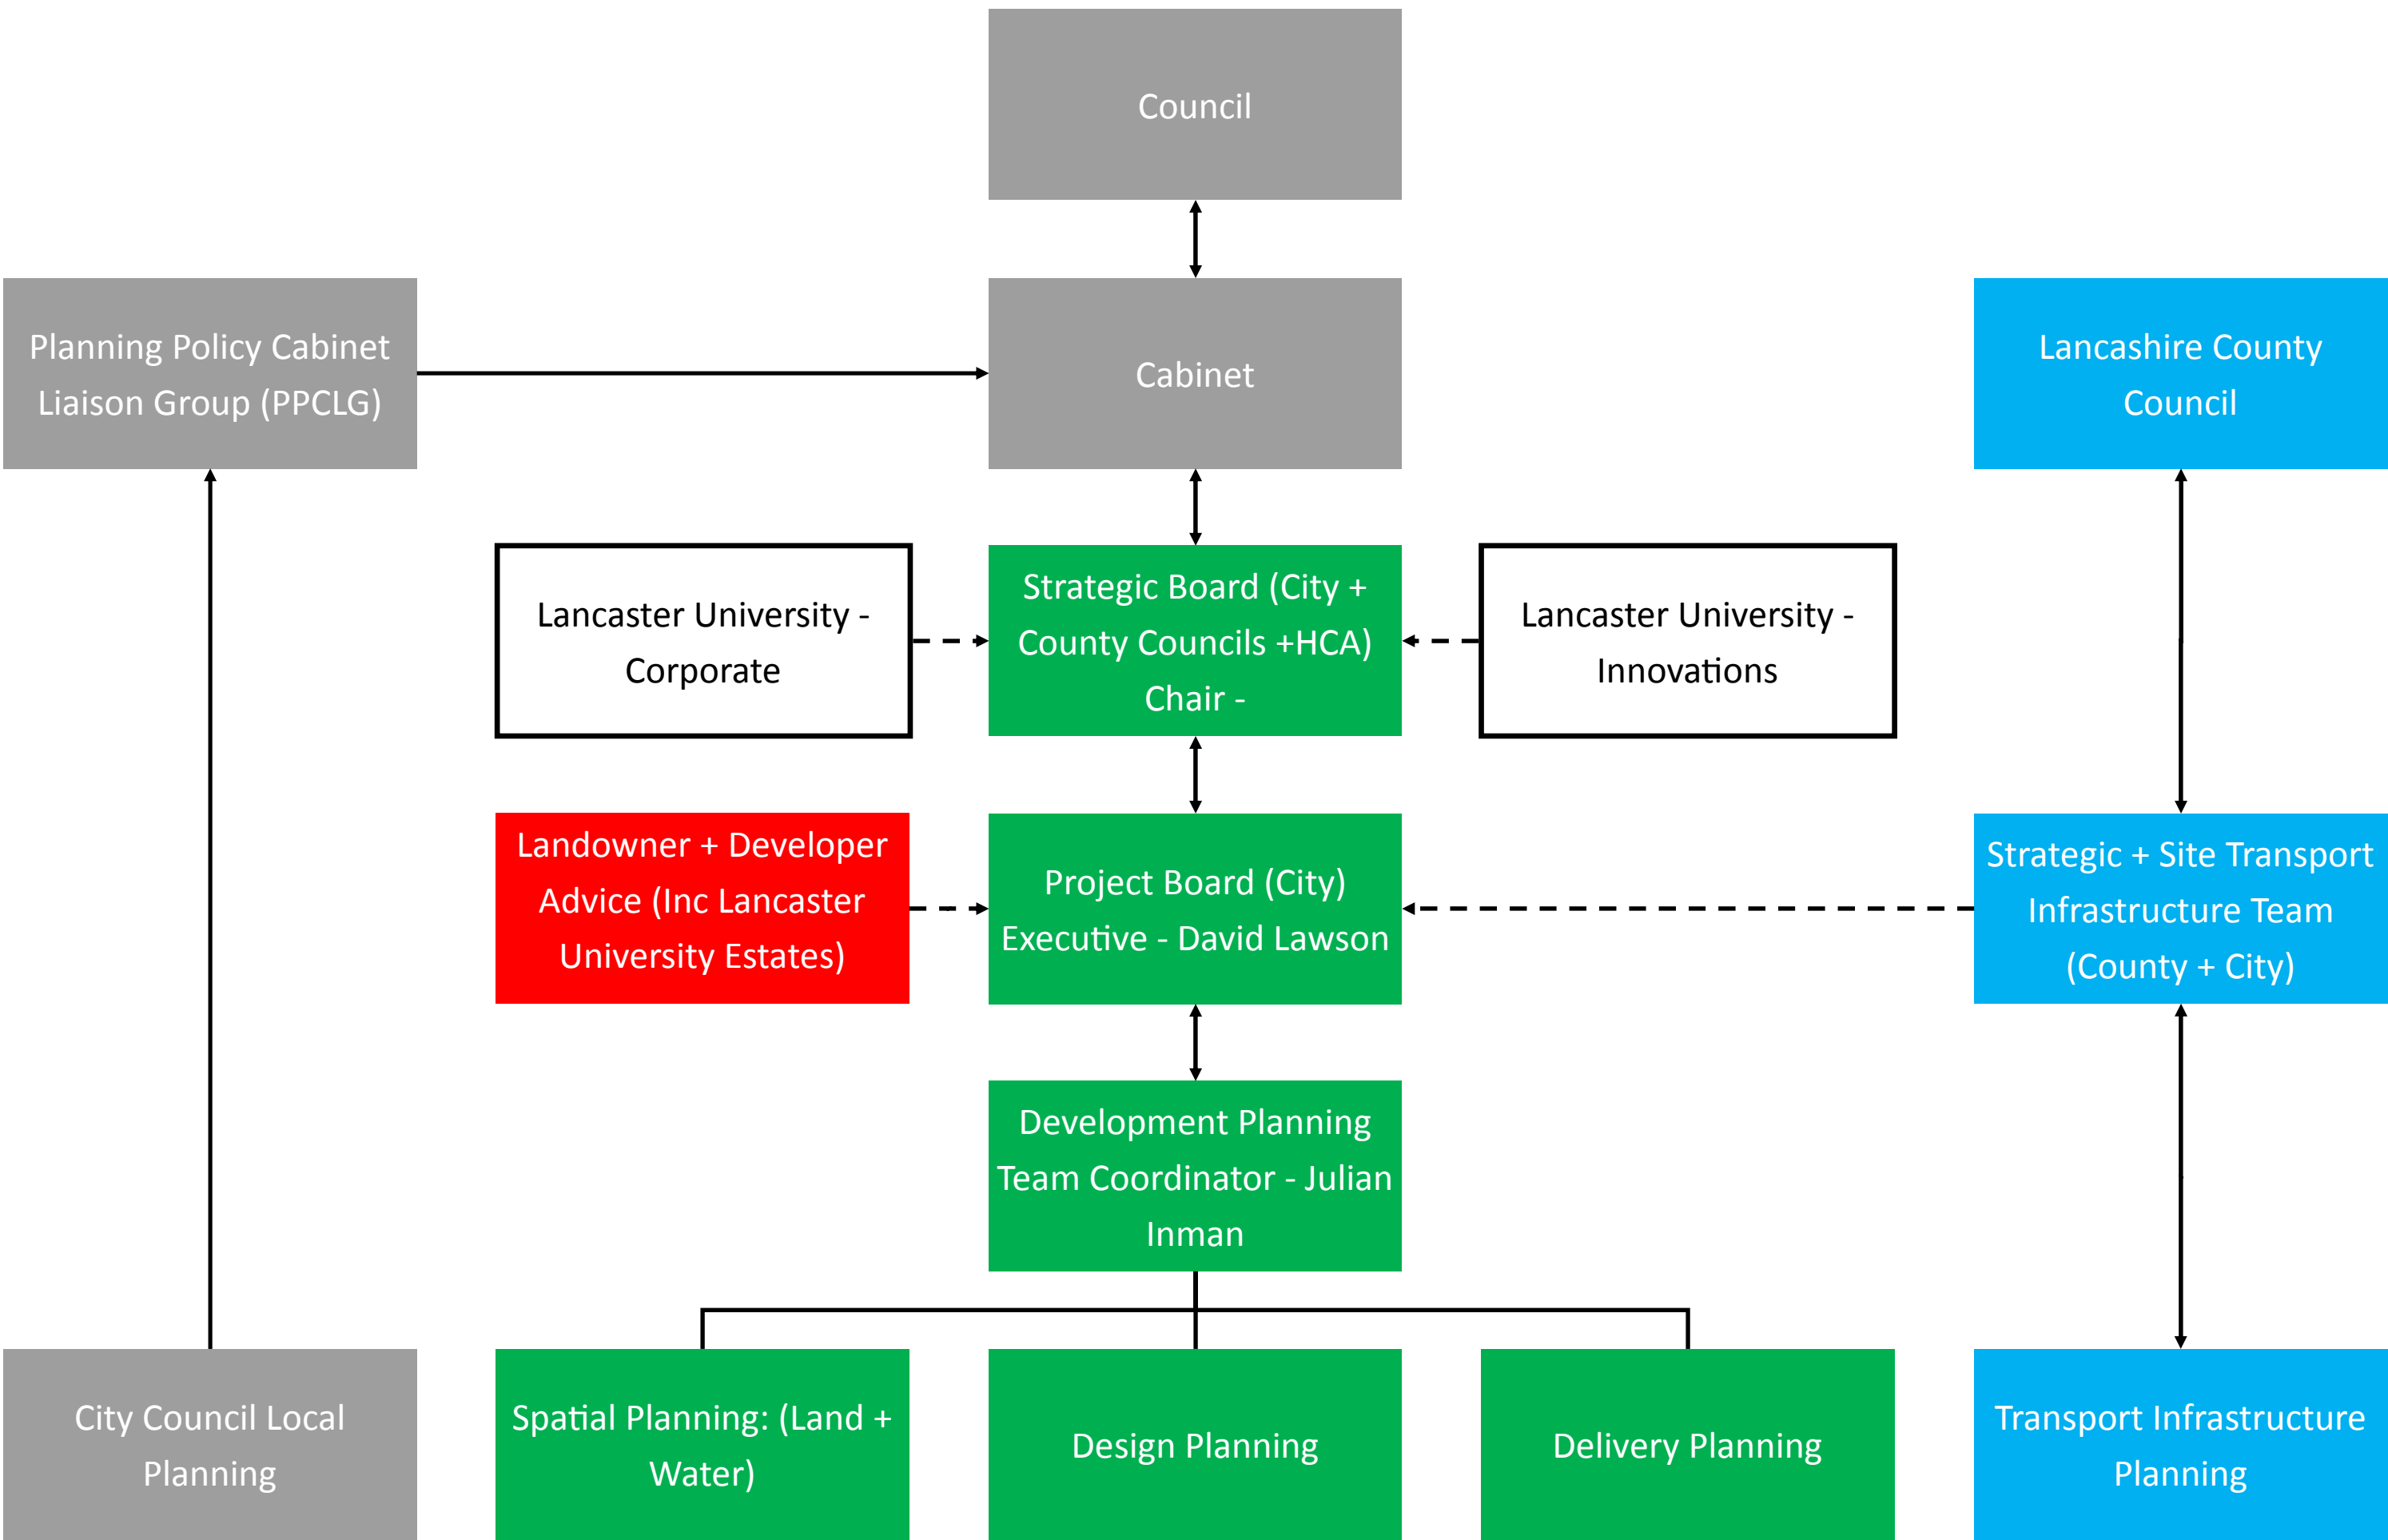 Council
Planning Policy Cabinet
Liaison Group (PPCLG)
Cabinet
Lancashire County
Council
Lancaster University -
Corporate
Strategic Board (City +
County Councils +HCA)
Chair -
Lancaster University -
Innovations
Landowner + Developer
Advice (Inc Lancaster
University Estates)
Project Board (City)
Executive - David Lawson
Strategic + Site Transport
Infrastructure Team
(County + City)
Development Planning
Team Coordinator - Julian
Inman
City Council Local
Planning
Spatial Planning: (Land +
Water)
Design Planning
Delivery Planning
Transport Infrastructure
Planning